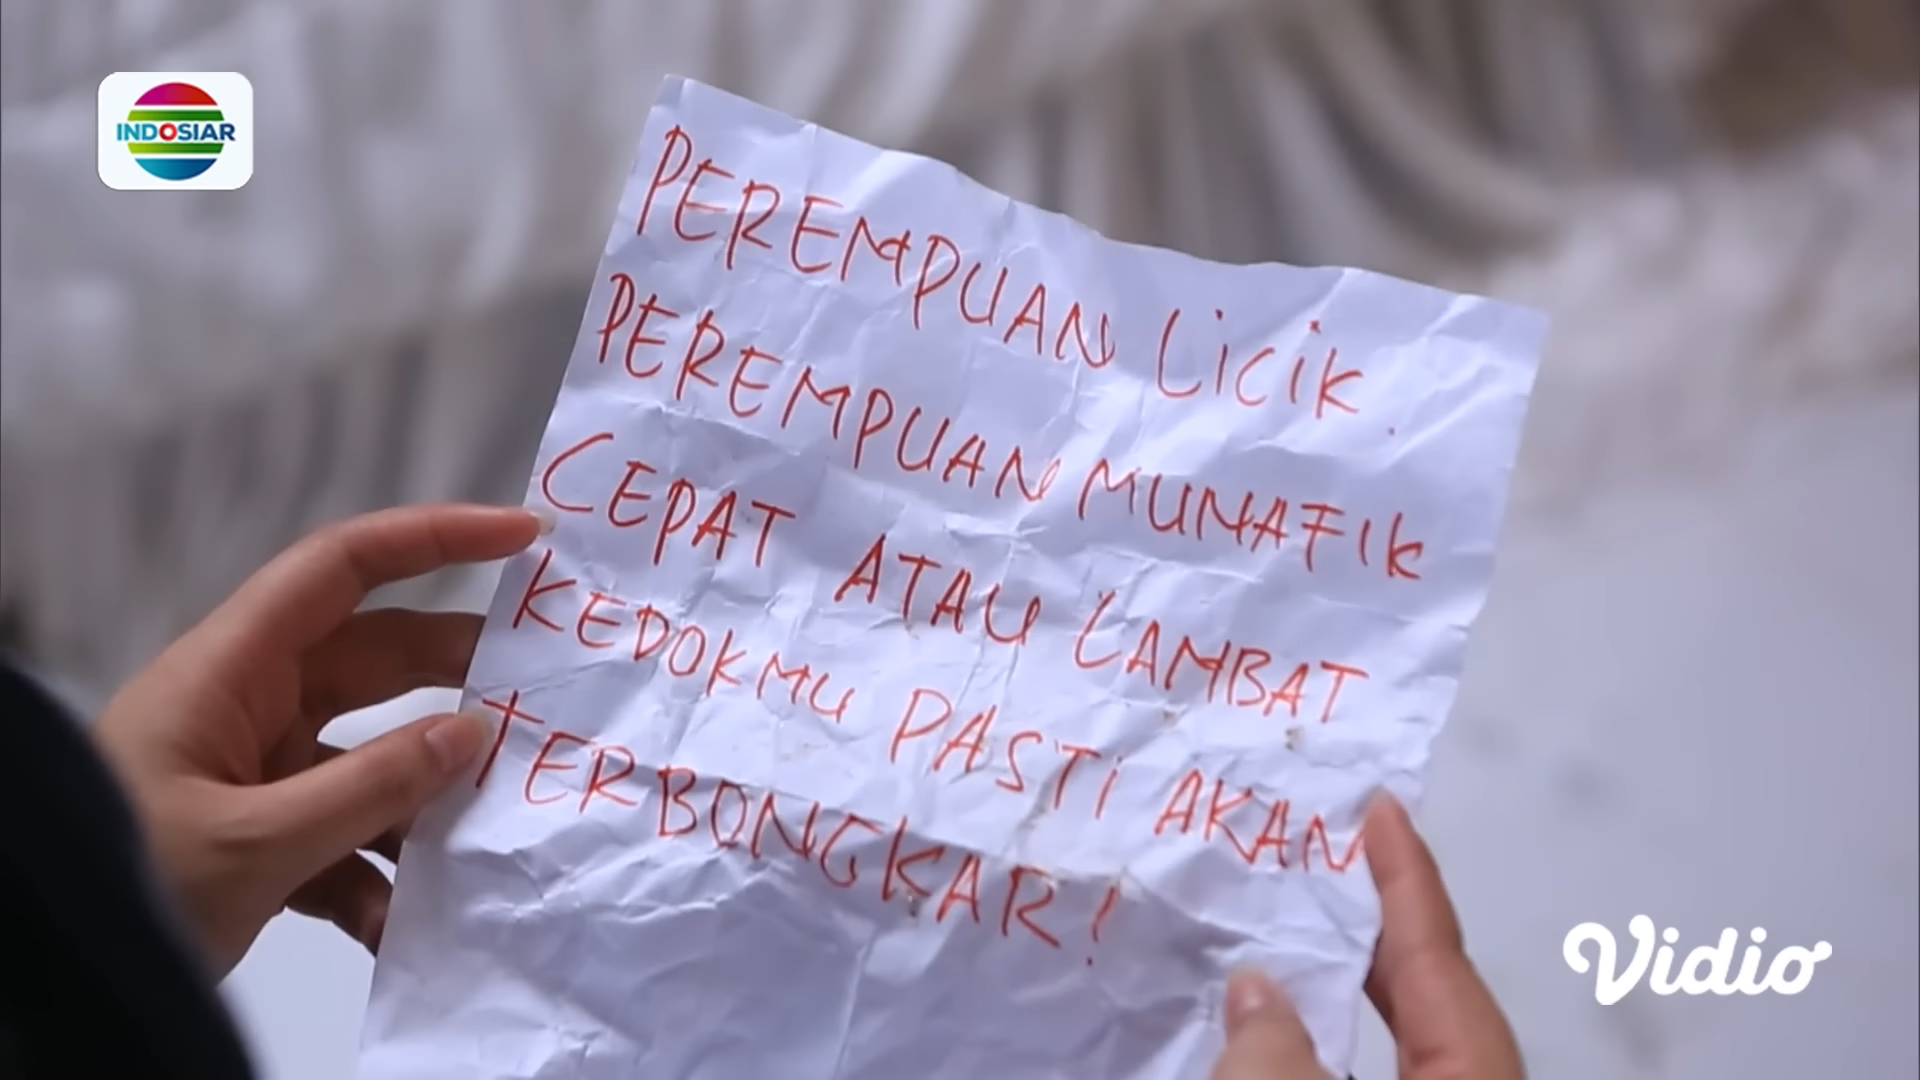 INDOSIAR
PEREMPUAN LiCiK.
PEREMPUAN MUNAFIK
CEPAT ATAU LAMBAT
KEDOKMU PASTi AKAN
TERBONGKAR!
Vidio